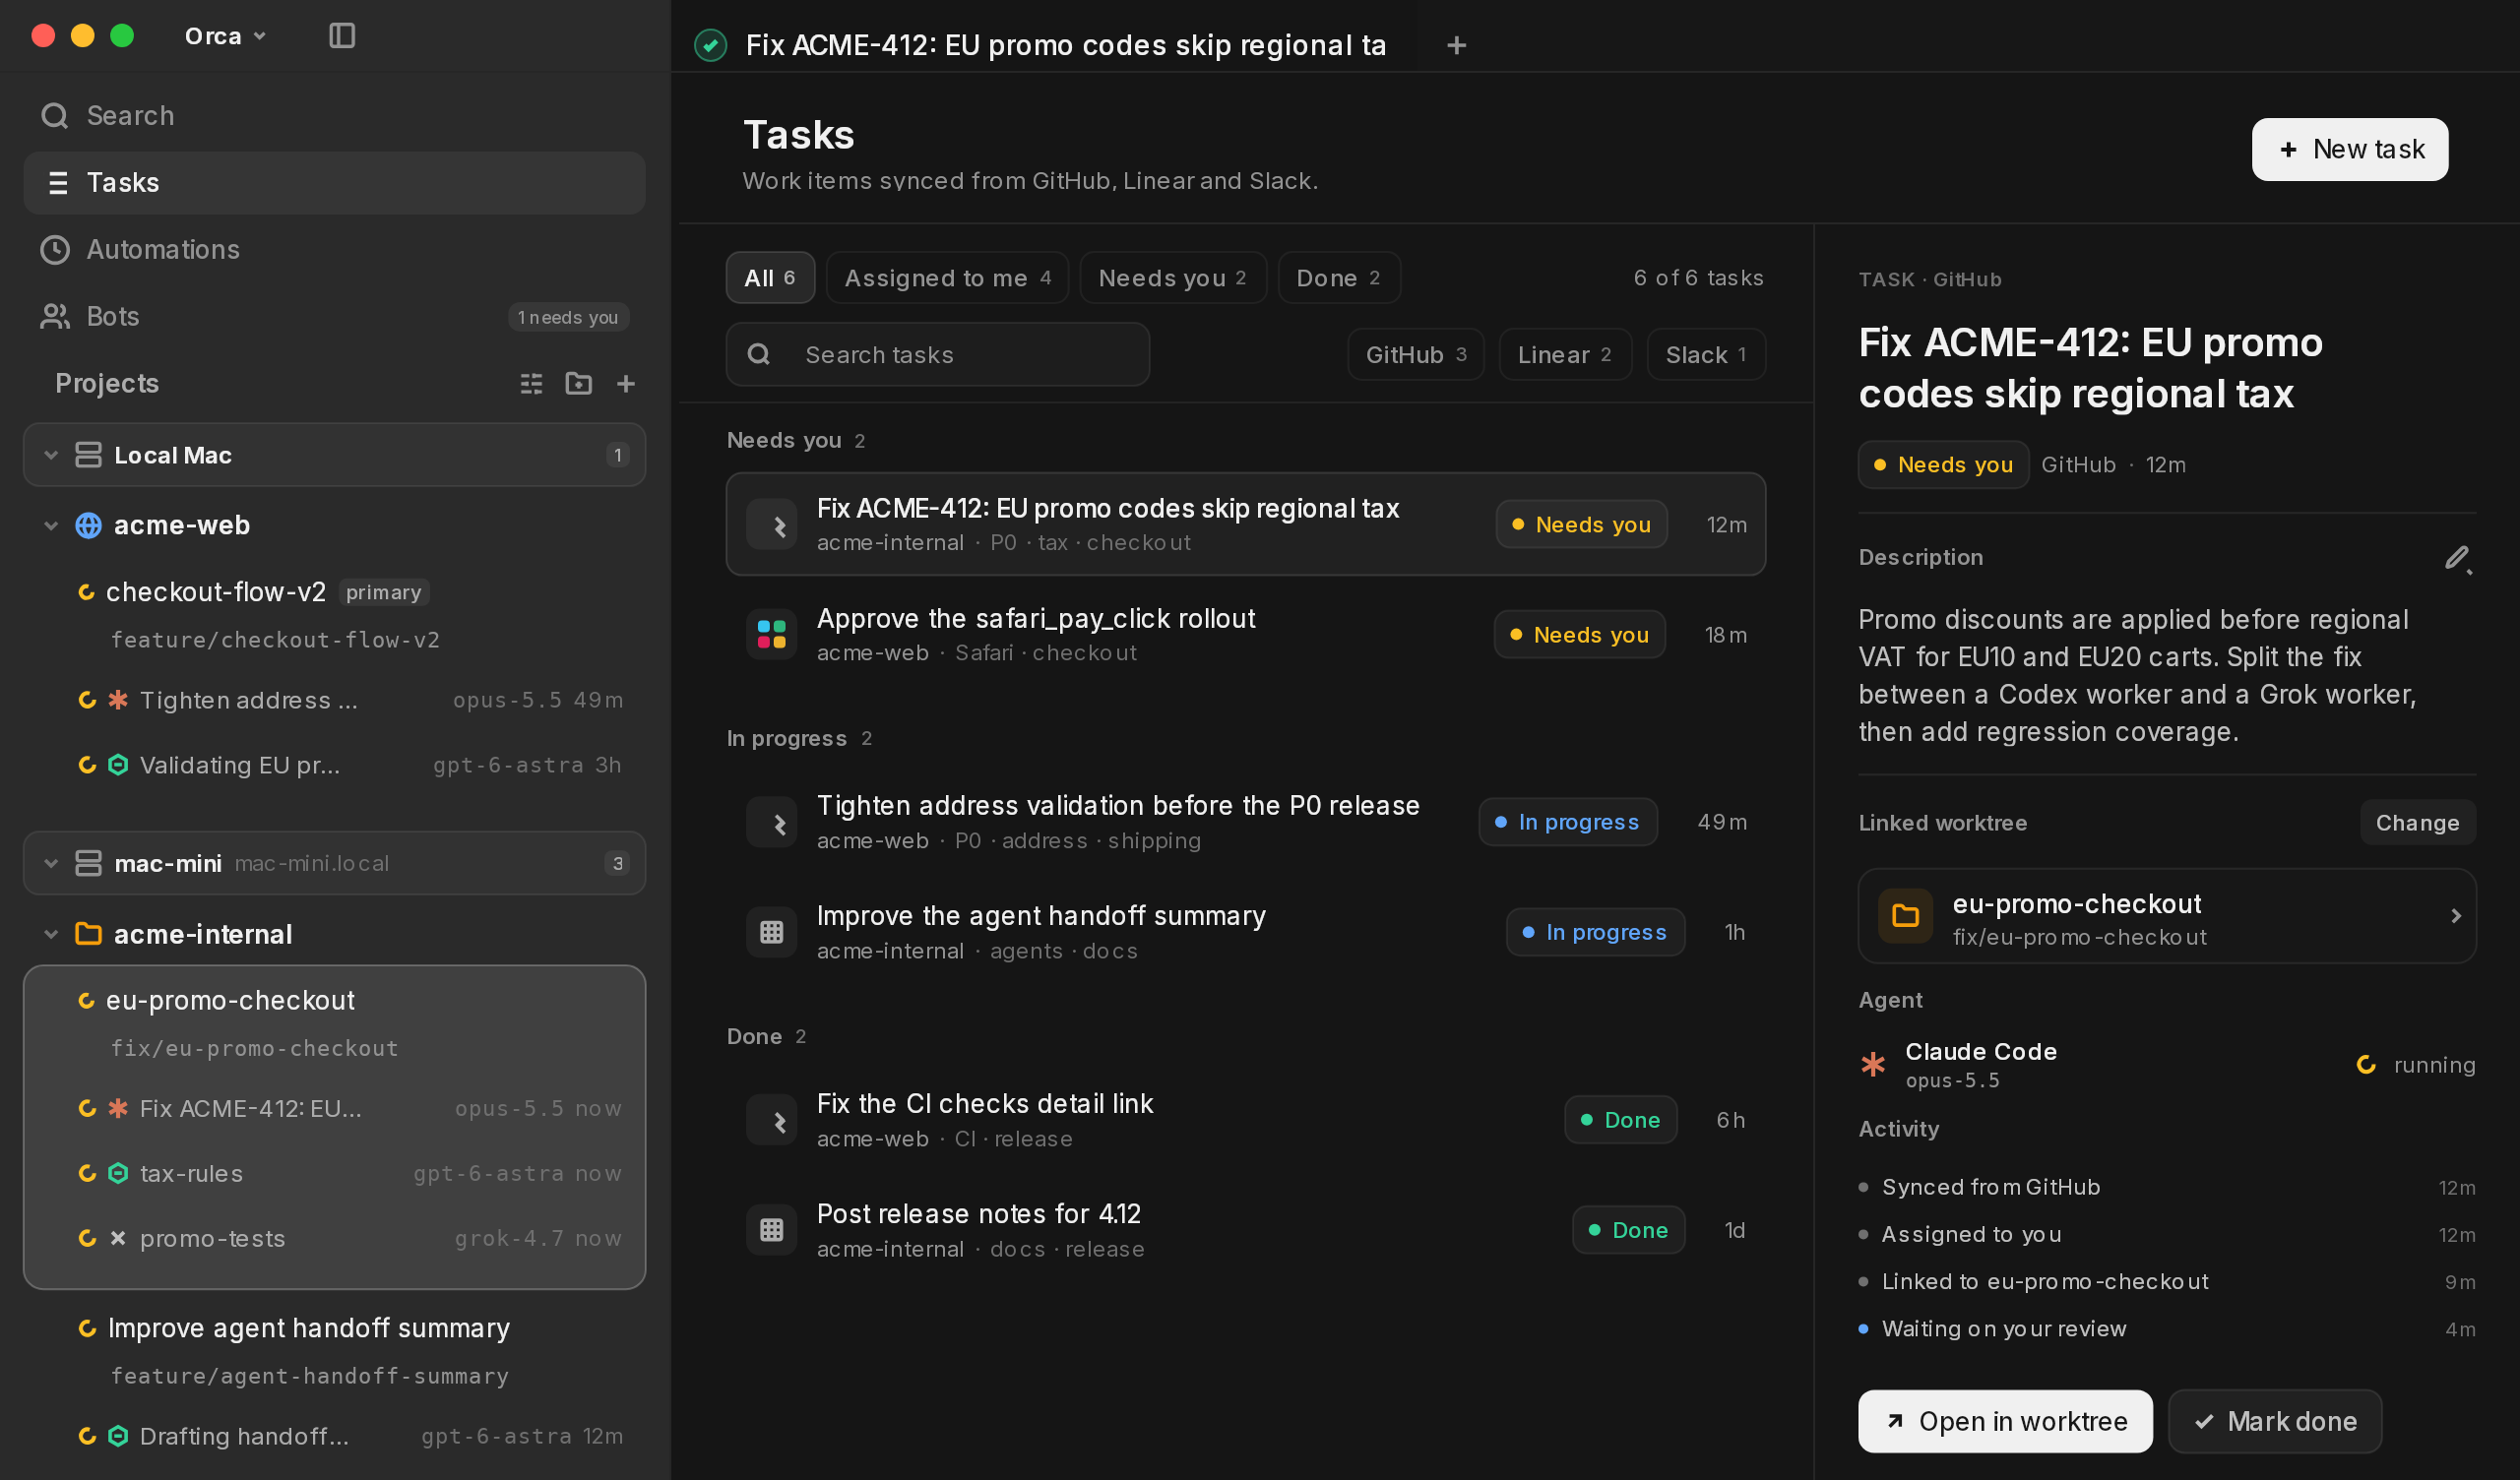 Orca
Search
Tasks
Automations
Bots
1 needs you
Projects
Local Mac
1
acme-web
checkout-flow-v2 primary
feature/checkout-flow-v2
Tighten address ... opus-5.5 49m
Validating EU pr... gpt-6-astra 3h
mac-mini mac-mini.local
3
acme-internal
eu-promo-checkout
fix/eu-promo-checkout
Fix ACME-412: EU... opus-5.5 now
tax-rules gpt-6-astra now
promo-tests grok-4.7 now
Improve agent handoff summary
feature/agent-handoff-summary
Drafting handoff... gpt-6-astra 12m
Fix ACME-412: EU promo codes skip regional ta
Tasks
Work items synced from GitHub, Linear and Slack.
+ New task
All 6
Assigned to me 4
Needs you 2
Done 2
6 of 6 tasks
Search tasks
GitHub 3
Linear 2
Slack 1
Needs you 2
Fix ACME-412: EU promo codes skip regional tax
acme-internal · P0 · tax · checkout
Needs you
12m
Approve the safari_pay_click rollout
acme-web · Safari · checkout
Needs you
18m
In progress 2
Tighten address validation before the P0 release
acme-web · P0 · address · shipping
In progress
49m
Improve the agent handoff summary
acme-internal · agents · docs
In progress
1h
Done 2
Fix the CI checks detail link
acme-web · CI · release
Done
6h
Post release notes for 4.12
acme-internal · docs · release
Done
1d
TASK · GitHub
Fix ACME-412: EU promo
codes skip regional tax
Needs you
GitHub · 12m
Description
Promo discounts are applied before regional
VAT for EU10 and EU20 carts. Split the fix
between a Codex worker and a Grok worker,
then add regression coverage.
Linked worktree
Change
eu-promo-checkout
fix/eu-promo-checkout
Agent
Claude Code
opus-5.5
running
Activity
Synced from GitHub 12m
Assigned to you 12m
Linked to eu-promo-checkout 9m
Waiting on your review 4m
Open in worktree
Mark done